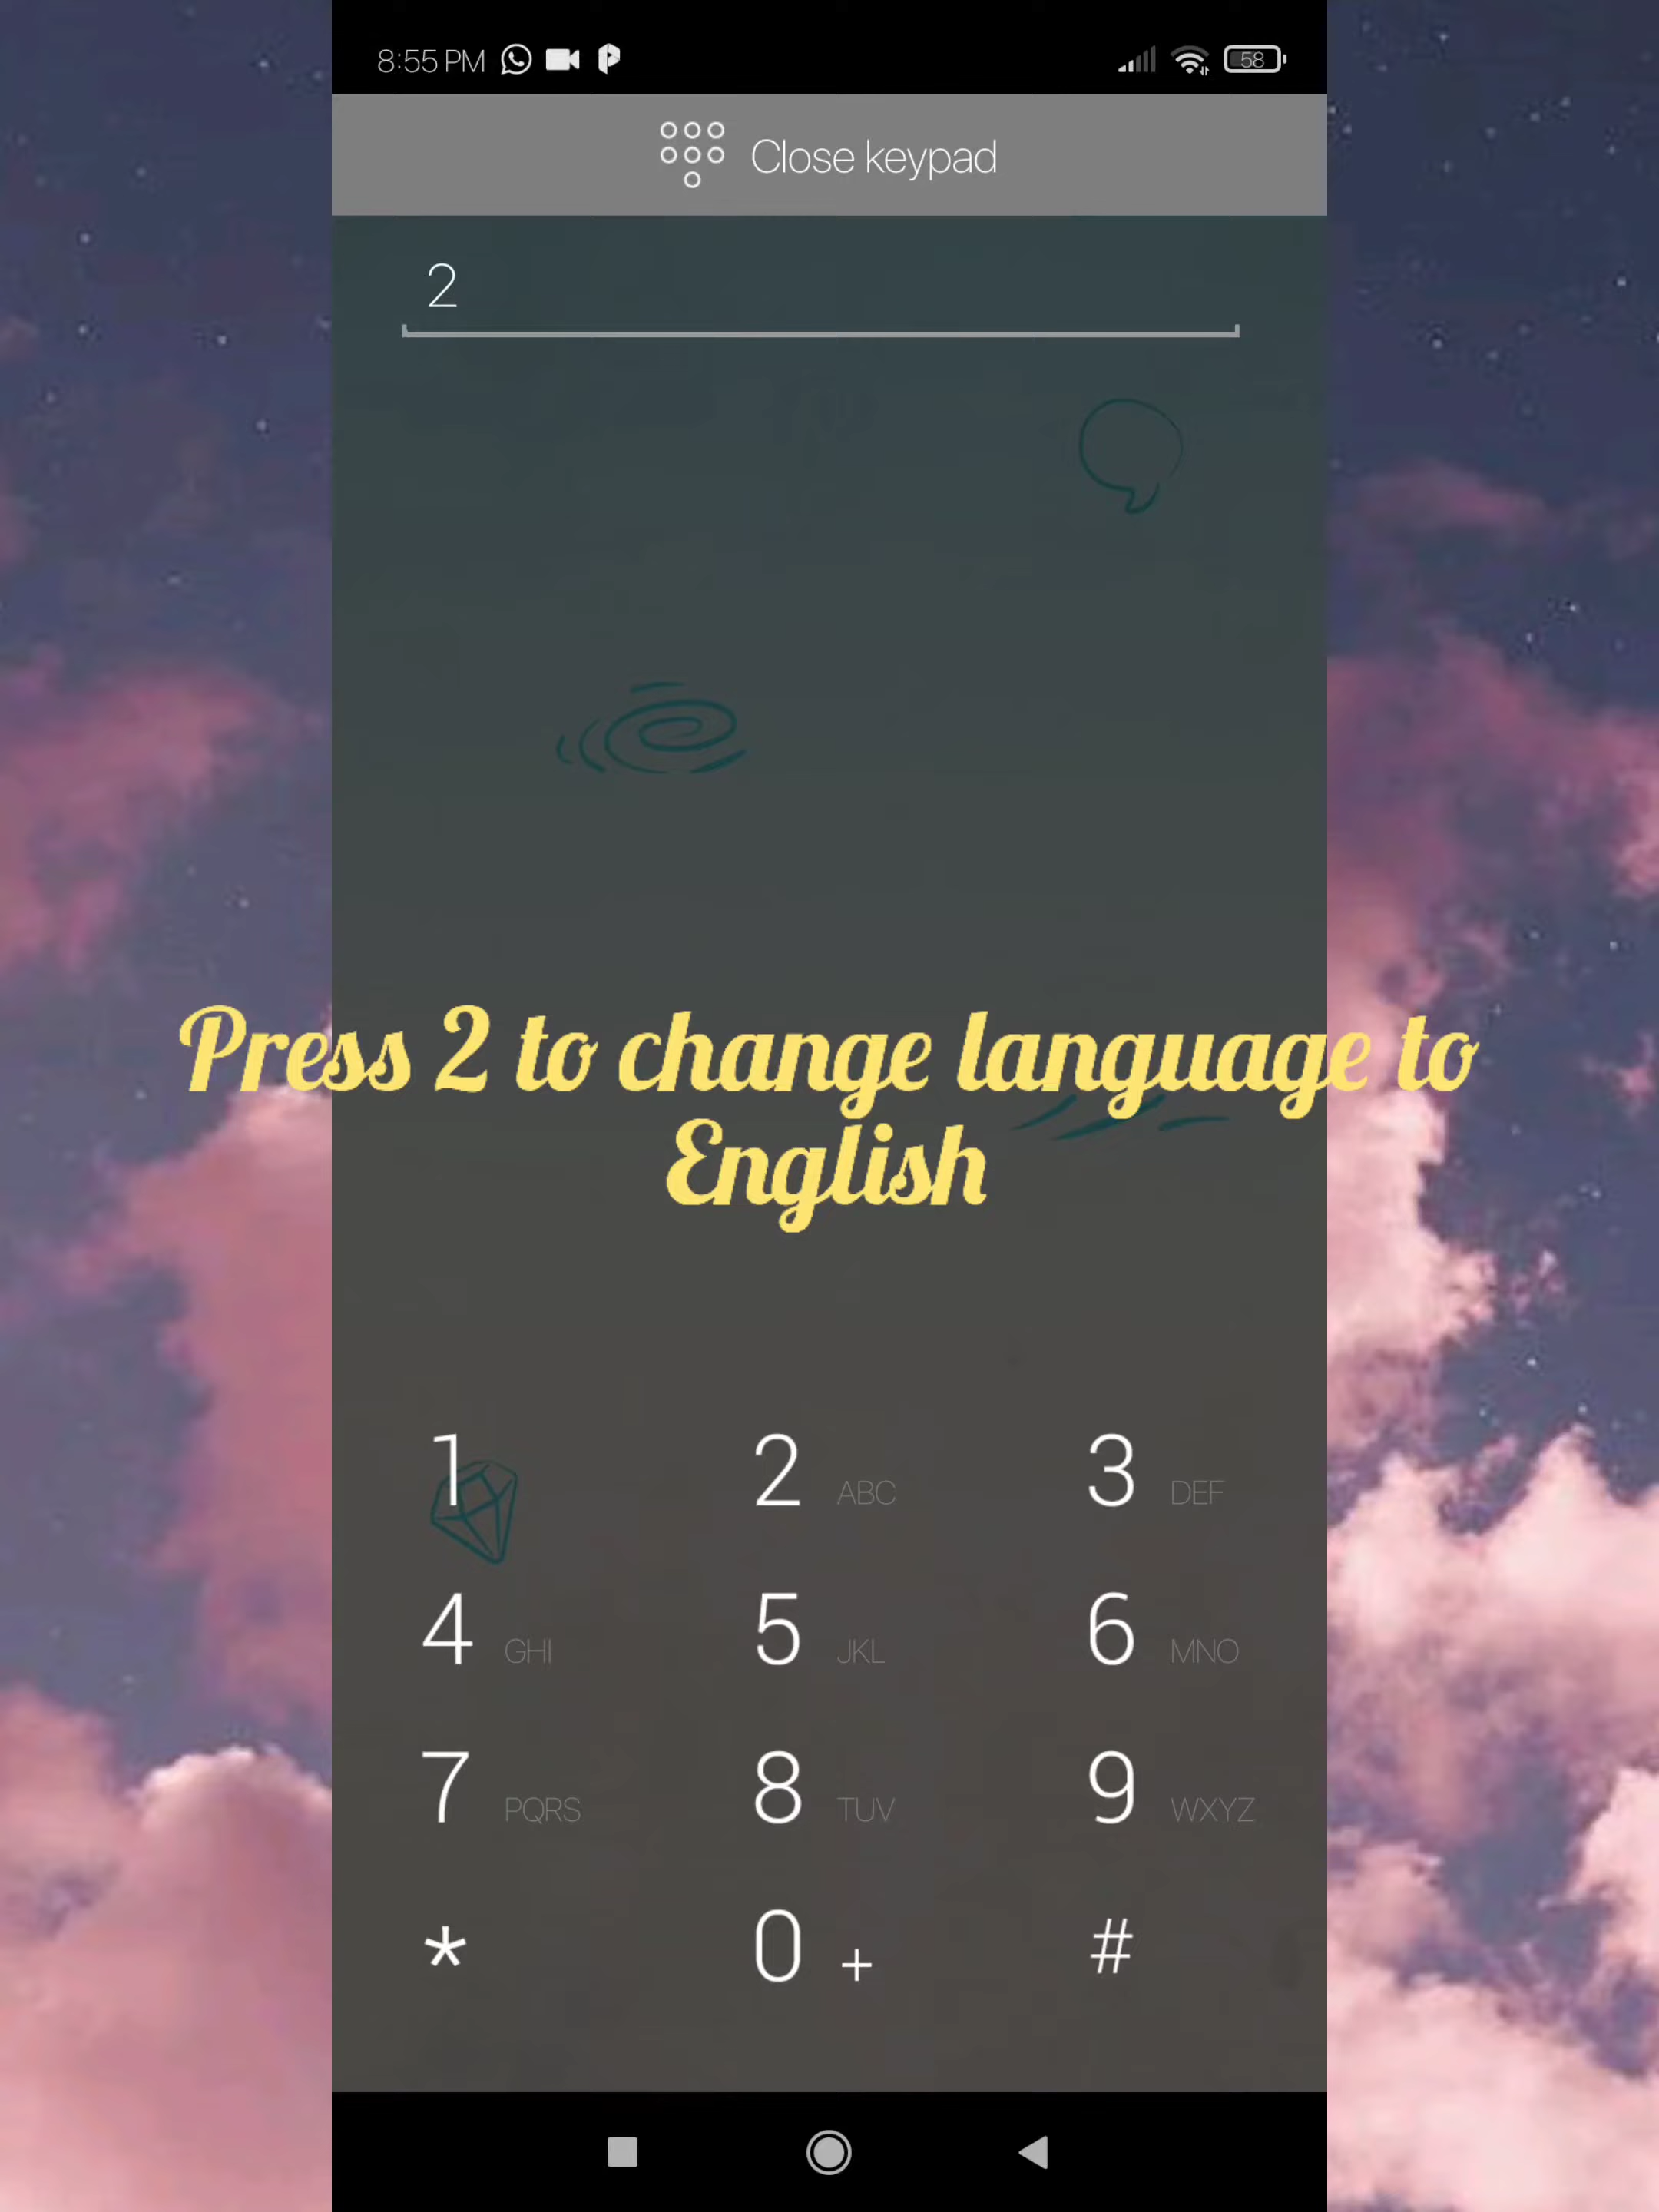 8:55 PM 58
Close keypad
2
Press 2 to change language to
English
1 2 ABC 3 DEF
4 GHI 5 JKL 6 MNO
7 PQRS 8 TUV 9 WXYZ
* 0 + #